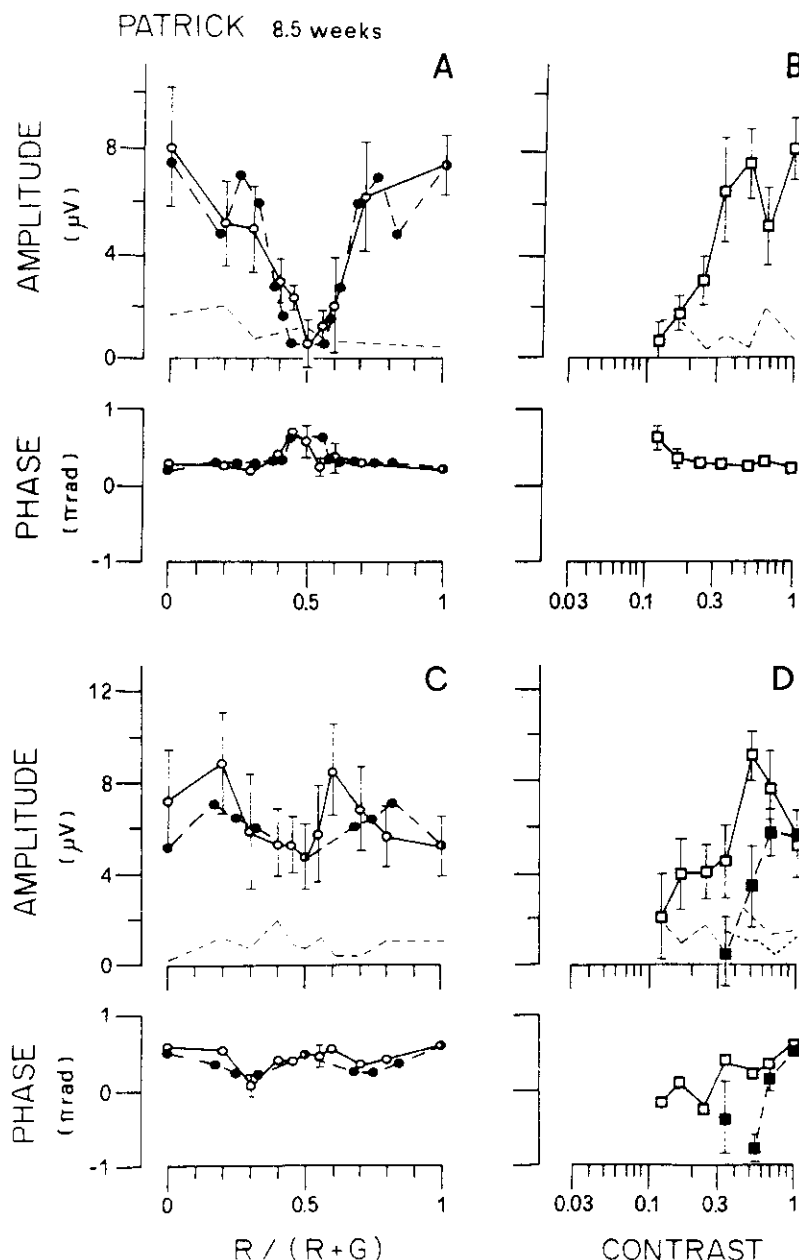 PATRICK 8.5 weeks
A
B
AMPLITUDE
(μV)
8
4
0
PHASE
(πrad)
1
0
-1
0
0.5
1
0.03
0.1
0.3
1
C
D
AMPLITUDE
(μV)
12
8
4
0
PHASE
(πrad)
1
0
-1
0
0.5
1
0.03
0.1
0.3
1
R / (R+G)
CONTRAST